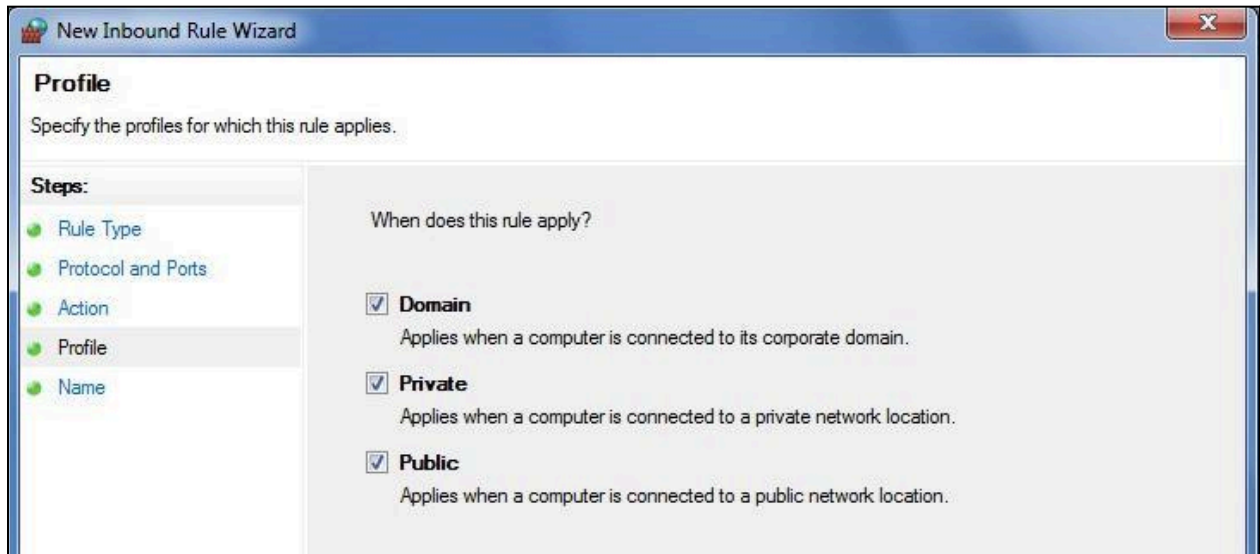 New Inbound Rule Wizard
Profile
Specify the profiles for which this rule applies.
Steps:
Rule Type
Protocol and Ports
Action
Profile
Name
When does this rule apply?
Domain
Applies when a computer is connected to its corporate domain.
Private
Applies when a computer is connected to a private network location.
Public
Applies when a computer is connected to a public network location.